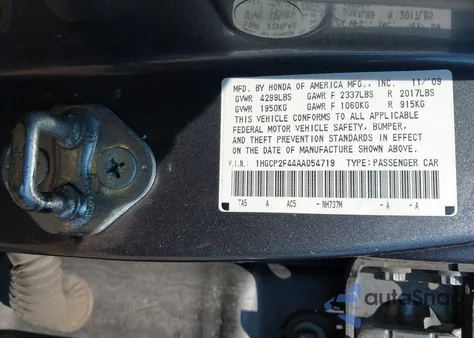 MFD. BY HONDA OF AMERICA MFG., INC. 11/'09
GVWR 4299LBS GAWR F 2337LBS R 2017LBS
GVWR 1950KG GAWR F 1060KG R 915KG
THIS VEHICLE CONFORMS TO ALL APPLICABLE
FEDERAL MOTOR VEHICLE SAFETY, BUMPER,
AND THEFT PREVENTION STANDARDS IN EFFECT
ON THE DATE OF MANUFACTURE SHOWN ABOVE.
V.I.N.: 1HGCP2F44AA054719 TYPE: PASSENGER CAR
TA5 A AC5 -NH737M -A -A
autoSnap